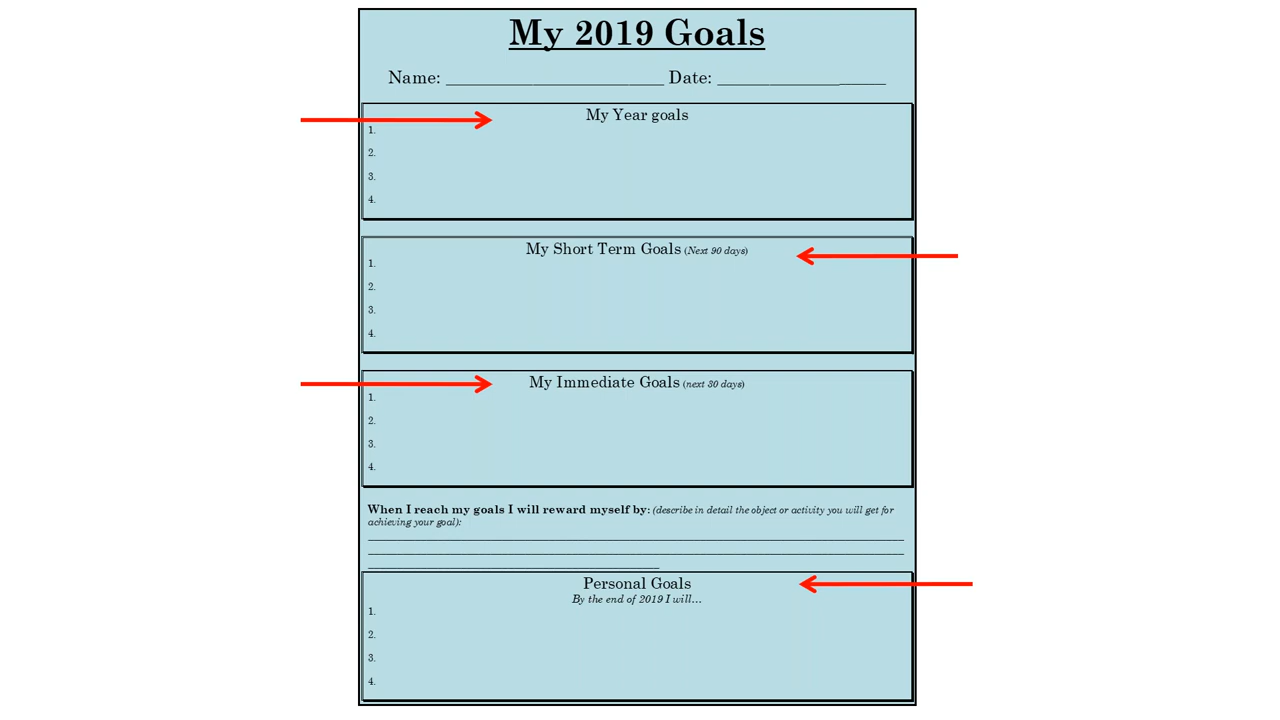 My 2019 Goals
Name: ________________________ Date: ___________________
My Year goals
1.
2.
3.
4.
My Short Term Goals (Next 90 days)
1.
2.
3.
4.
My Immediate Goals (next 30 days)
1.
2.
3.
4.
When I reach my goals I will reward myself by: (describe in detail the object or activity you will get for
achieving your goal):
Personal Goals
By the end of 2019 I will...
1.
2.
3.
4.